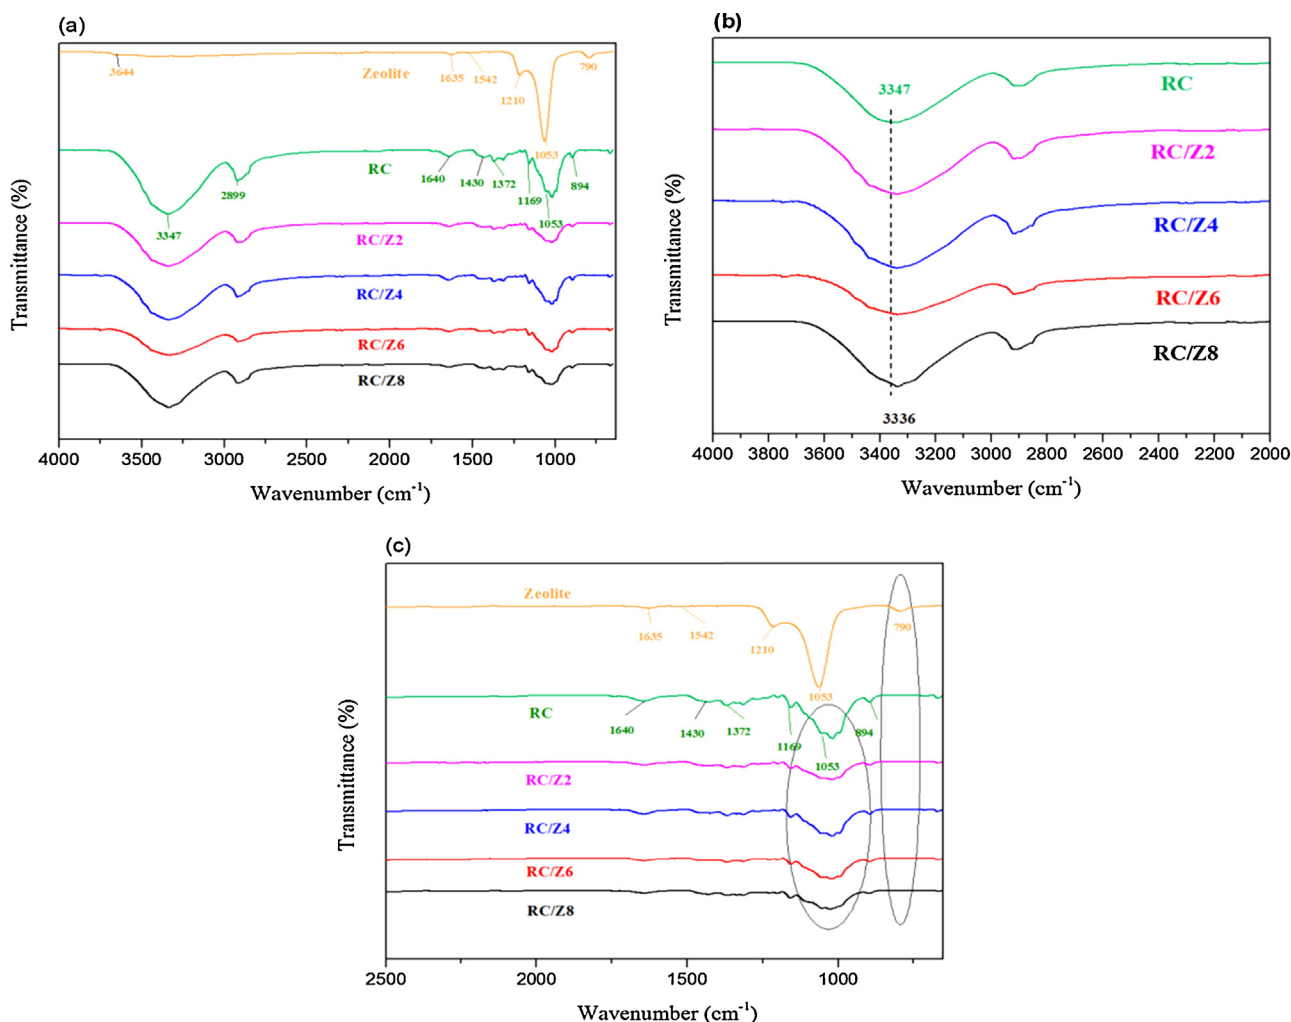 (a)
3644
Zeolite
1635
1542
1210
790
1053
RC
2899
1640
1430
1372
1169
894
3347
1053
RC/Z2
RC/Z4
RC/Z6
RC/Z8
4000 3500 3000 2500 2000 1500 1000
Wavenumber (cm-1)
Transmittance (%)
(b)
3347
RC
RC/Z2
RC/Z4
RC/Z6
RC/Z8
3336
4000 3800 3600 3400 3200 3000 2800 2600 2400 2200 2000
Wavenumber (cm-1)
Transmittance (%)
(c)
Zeolite
1635
1542
1210
790
1053
RC
1640
1430
1372
1169
1053
894
RC/Z2
RC/Z4
RC/Z6
RC/Z8
2500 2000 1500 1000
Wavenumber (cm-1)
Transmittance (%)